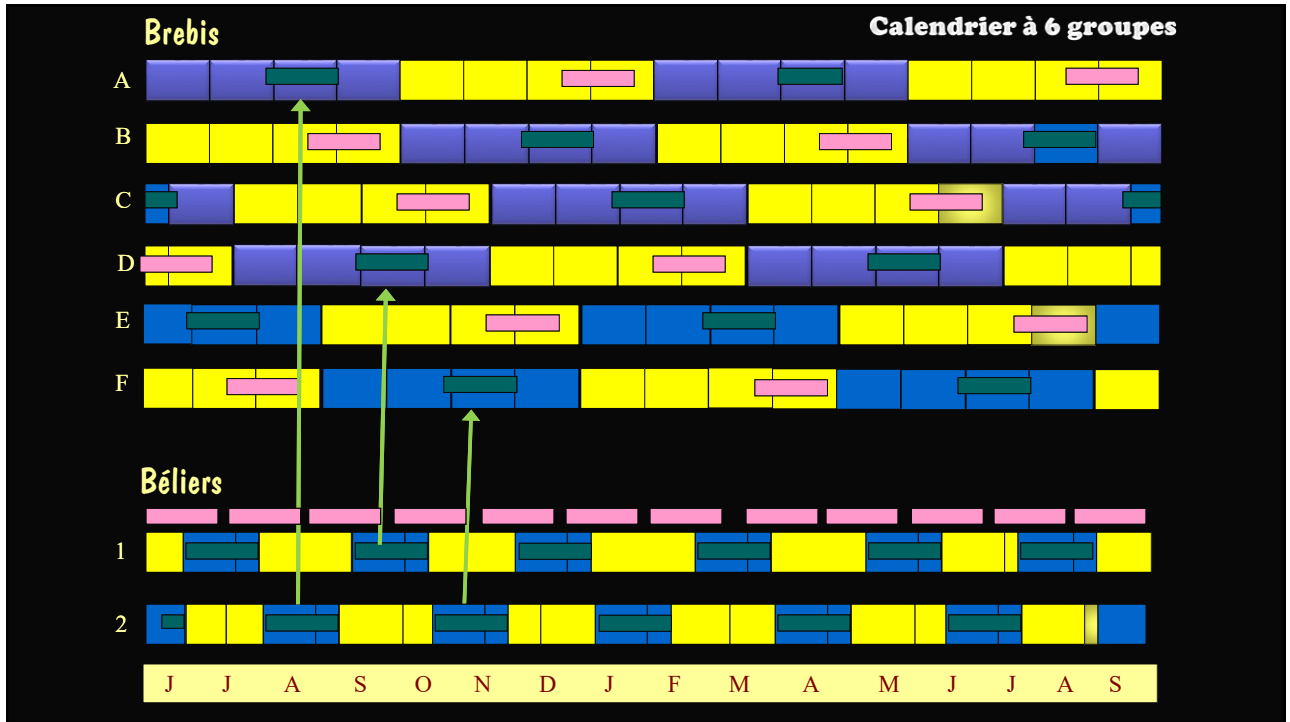 Calendrier à 6 groupes
Brebis
A
B
C
D
E
F
Béliers
1
2
J J A S O N D J F M A M J J A S